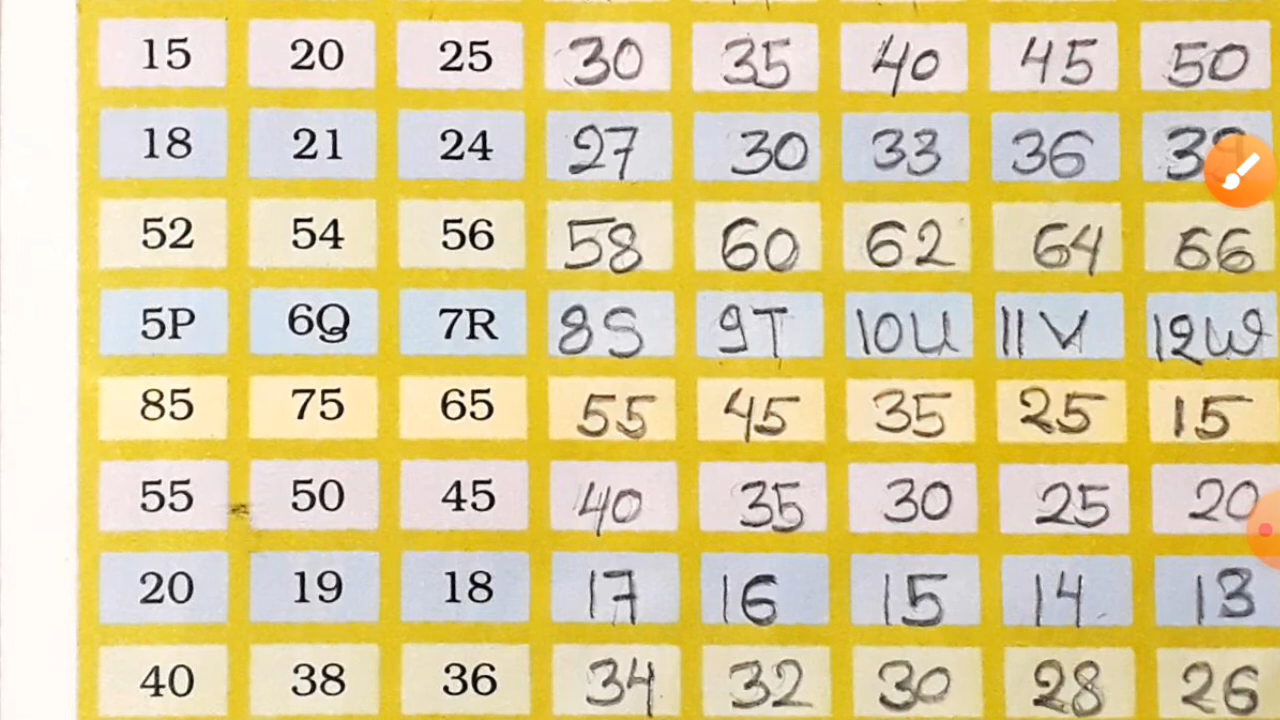 15 20 25 30 35 40 45 50
18 21 24 27 30 33 36 39
52 54 56 58 60 62 64 66
5P 6Q 7R 8S 9T 10U 11V 12W
85 75 65 55 45 35 25 15
55 50 45 40 35 30 25 20
20 19 18 17 16 15 14 13
40 38 36 34 32 30 28 26